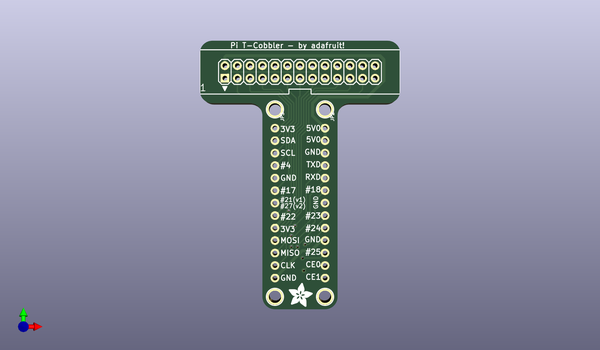 Pi T-Cobbler – by adafruit!
1
3V3 5V0
SDA 5V0
SCL GND
#4 TXD
GND RXD
#17 #18
#21(v1)
#27(v2) GND
#22 #23
3V3 #24
MOSI GND
MISO #25
CLK CE0
GND CE1